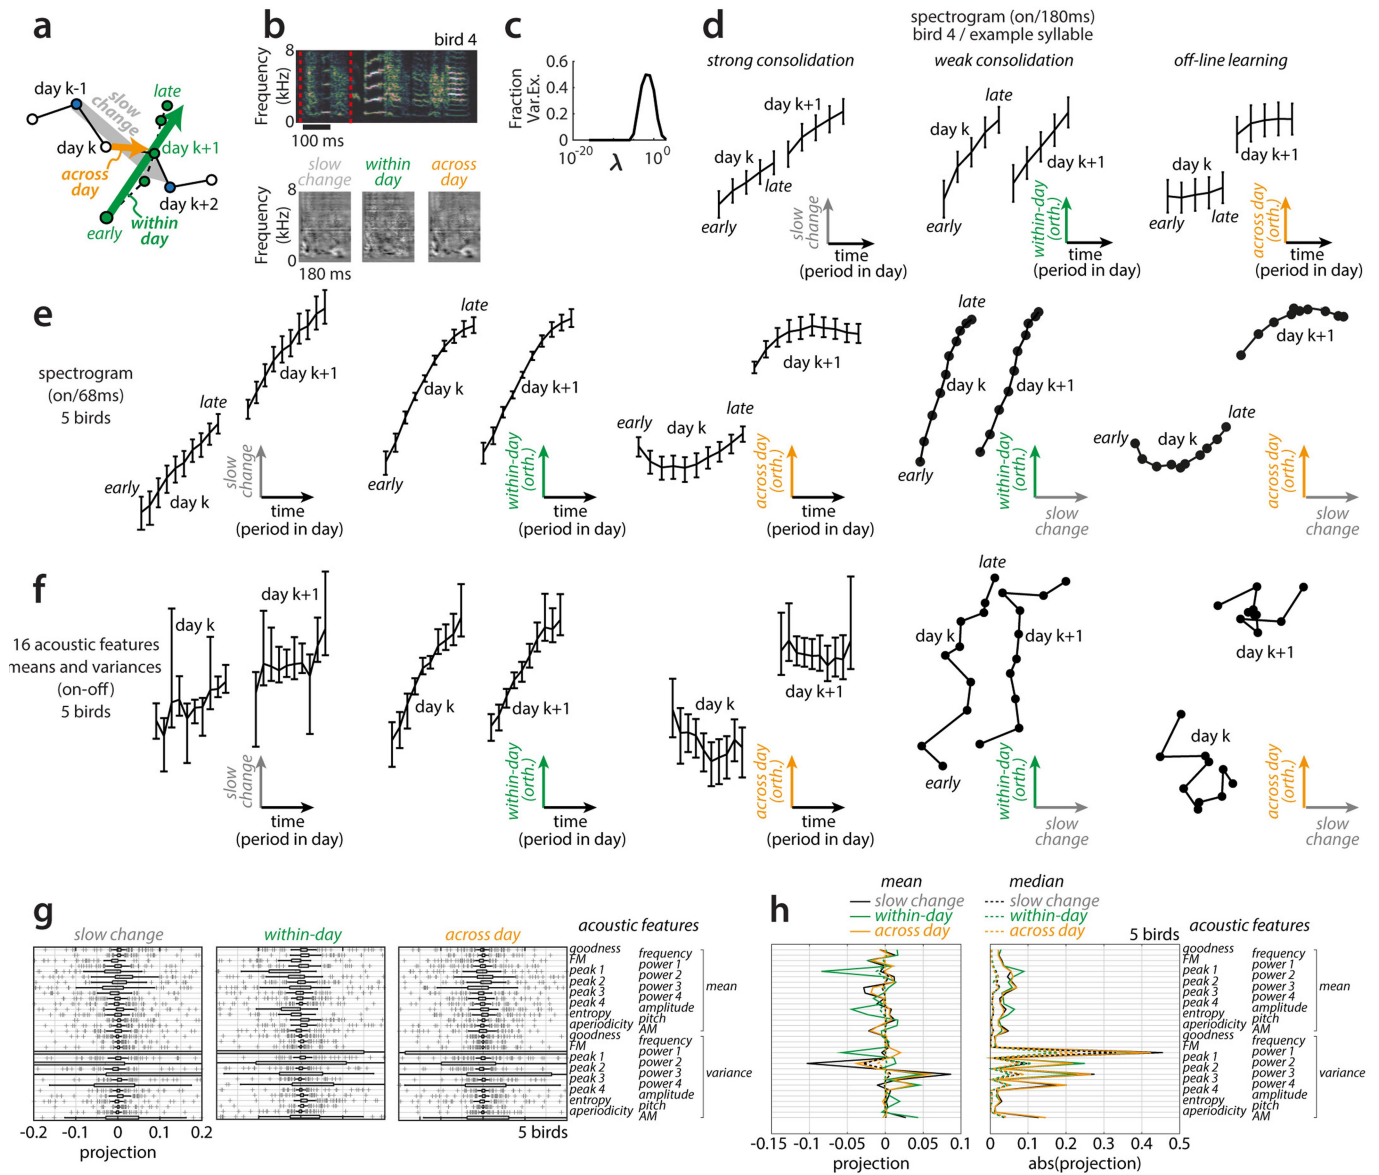 a
day k-1
slow
change
late
day k
day k+1
across
day
day k+2
within
day
early
b
bird 4
Frequency
(kHz)
8
0
100 ms
slow
change
within
day
across
day
Frequency
(kHz)
8
0
180 ms
c
Fraction
Var.Ex.
0.6
0.4
0.2
0
10-20
100
λ
d
spectrogram (on/180ms)
bird 4 / example syllable
strong consolidation
weak consolidation
off-line learning
day k+1
day k
late
early
slow
change
time
(period in day)
late
day k
day k+1
early
within-day
(orth.)
time
(period in day)
day k+1
day k
early
late
across day
(orth.)
time
(period in day)
e
spectrogram
(on/68ms)
5 birds
late
day k+1
early
day k
slow
change
time
(period in day)
late
day k
day k+1
early
within-day
(orth.)
time
(period in day)
day k+1
early
day k
late
across day
(orth.)
time
(period in day)
late
day k
day k+1
early
within-day
(orth.)
slow
change
day k+1
late
early
day k
across day
(orth.)
slow
change
f
16 acoustic features
means and variances
(on-off)
5 birds
day k
day k+1
slow
change
time
(period in day)
day k
day k+1
within-day
(orth.)
time
(period in day)
day k
day k+1
across day
(orth.)
time
(period in day)
late
day k
day k+1
early
within-day
(orth.)
slow
change
day k+1
day k
across day
(orth.)
slow
change
g
slow change
within-day
across day
acoustic features
goodness
frequency
FM
power 1
peak 1
power 2
peak 2
power 3
peak 3
power 4
peak 4
amplitude
entropy
pitch
aperiodicity
AM
mean
goodness
frequency
FM
power 1
peak 1
power 2
peak 2
power 3
peak 3
power 4
peak 4
amplitude
entropy
pitch
aperiodicity
AM
variance
-0.2
-0.1
0
0.1
0.2
projection
5 birds
h
mean
slow change
within-day
across day
median
slow change
within-day
across day
5 birds
acoustic features
goodness
frequency
FM
power 1
peak 1
power 2
peak 2
power 3
peak 3
power 4
peak 4
amplitude
entropy
pitch
aperiodicity
AM
mean
goodness
frequency
FM
power 1
peak 1
power 2
peak 2
power 3
peak 3
power 4
peak 4
amplitude
entropy
pitch
aperiodicity
AM
variance
-0.15
-0.1
-0.05
0
0.05
0.1
projection
0
0.1
0.2
0.3
0.4
0.5
abs(projection)